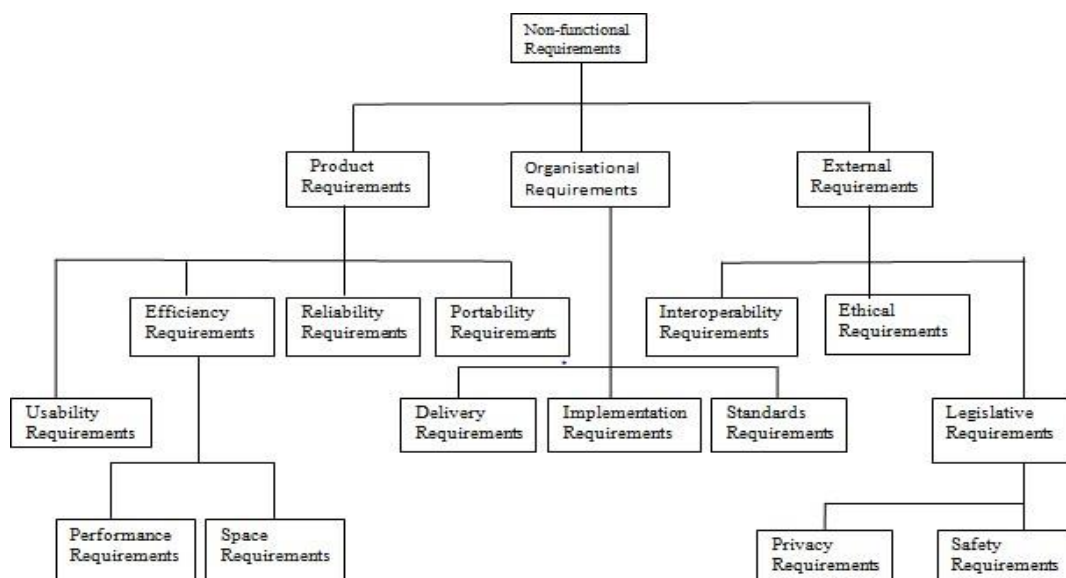 Non-functional
Requirements
Product
Requirements
Organisational
Requirements
External
Requirements
Efficiency
Requirements
Reliability
Requirements
Portability
Requirements
Interoperability
Requirements
Ethical
Requirements
Usability
Requirements
Delivery
Requirements
Implementation
Requirements
Standards
Requirements
Legislative
Requirements
Performance
Requirements
Space
Requirements
Privacy
Requirements
Safety
Requirements